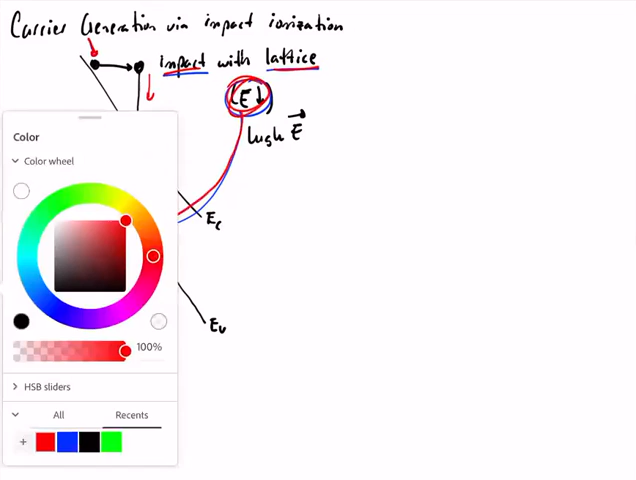 Carrier Generation via impact ionization
impact with lattice
(E↓)
high E→
Color
Color wheel
Ec
Ev
100%
HSB sliders
All Recents
+